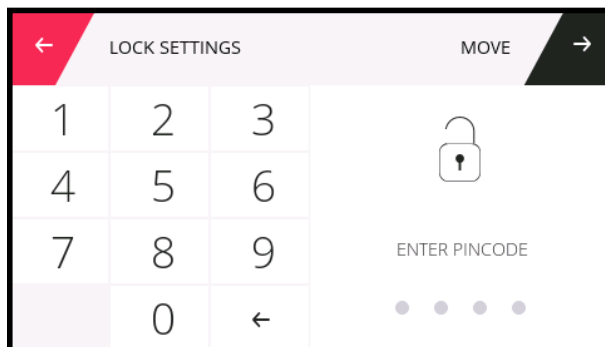 LOCK SETTINGS
MOVE
1 2 3
4 5 6
7 8 9
0
ENTER PINCODE